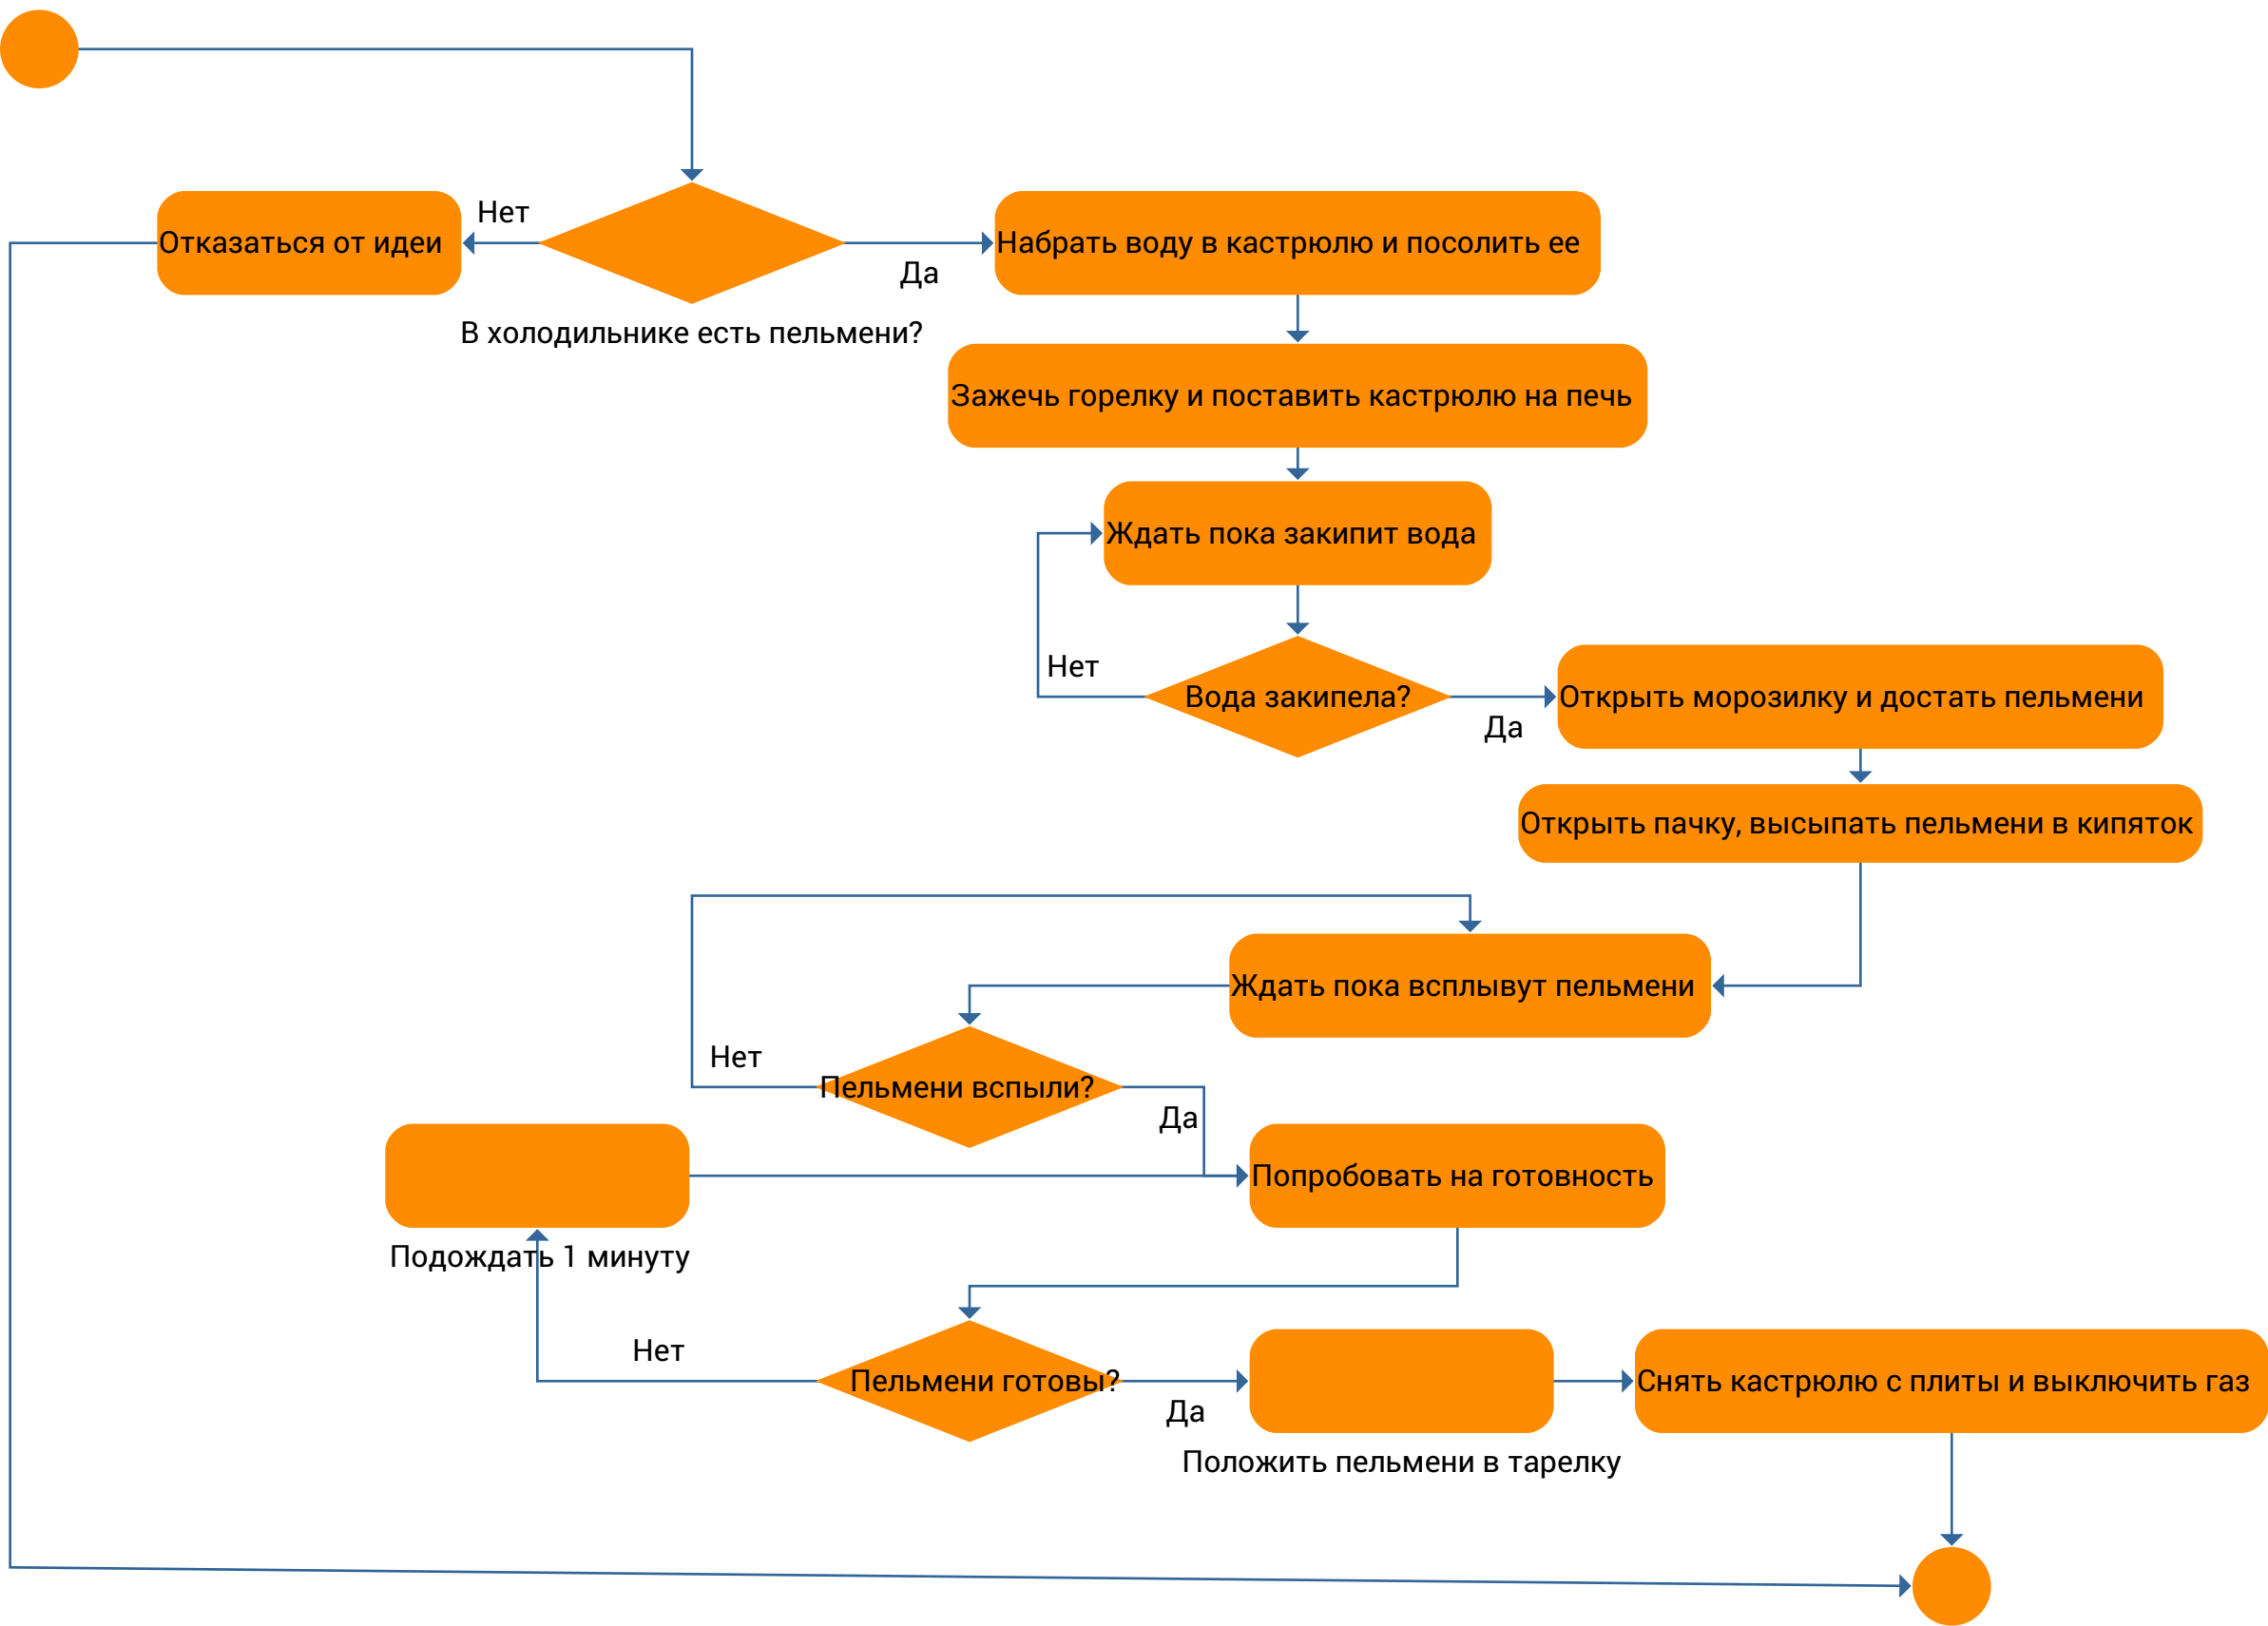 Нет
Отказаться от идеи
Набрать воду в кастрюлю и посолить ее
Да
В холодильнике есть пельмени?
Зажечь горелку и поставить кастрюлю на печь
Ждать пока закипит вода
Нет
Вода закипела?
Открыть морозилку и достать пельмени
Да
Открыть пачку, высыпать пельмени в кипяток
Ждать пока всплывут пельмени
Нет
Пельмени вспыли?
Да
Попробовать на готовность
Подождать 1 минуту
Нет
Пельмени готовы?
Снять кастрюлю с плиты и выключить газ
Да
Положить пельмени в тарелку